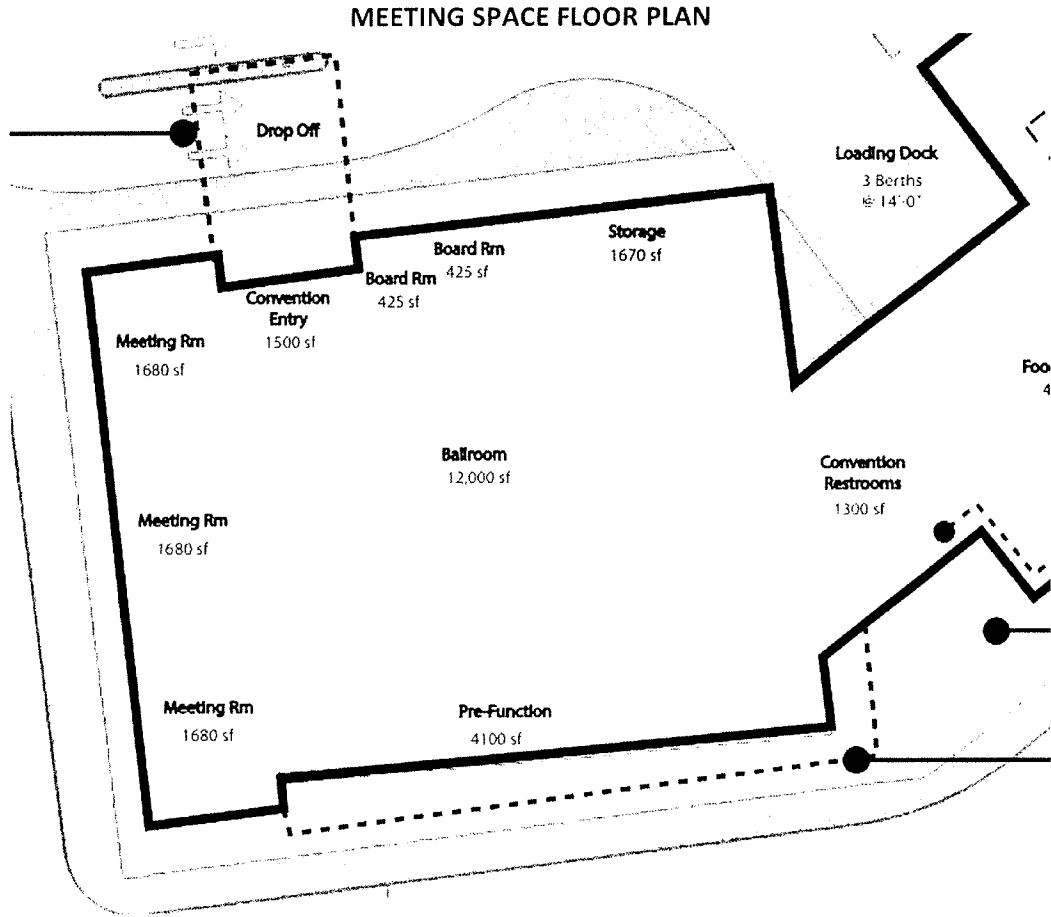 MEETING SPACE FLOOR PLAN
Drop Off
Loading Dock
3 Berths
@ 14'-0"
Board Rm
425 sf
Storage
1670 sf
Board Rm
425 sf
Convention
Entry
1500 sf
Meeting Rm
1680 sf
Ballroom
12,000 sf
Convention
Restrooms
1300 sf
Meeting Rm
1680 sf
Meeting Rm
1680 sf
Pre-Function
4100 sf